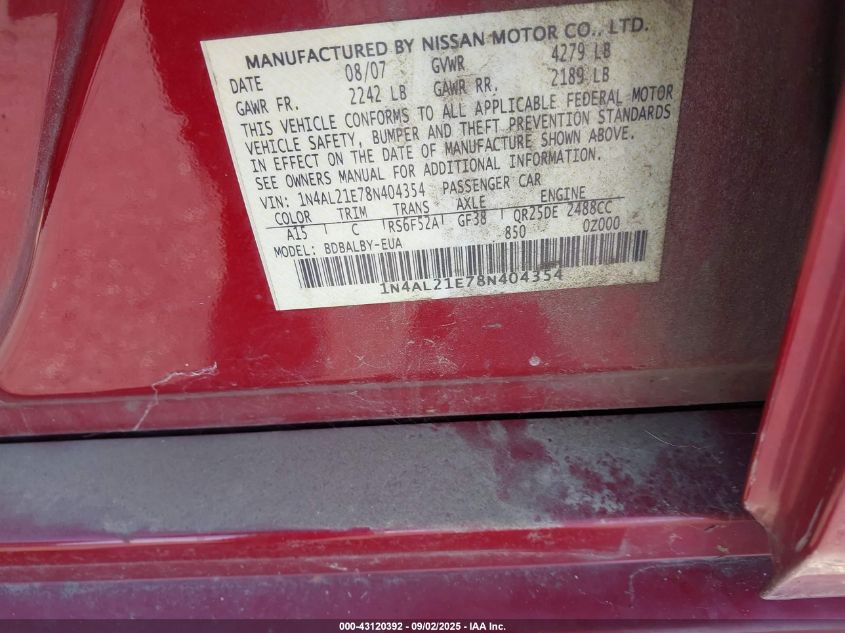 MANUFACTURED BY NISSAN MOTOR CO., LTD.
DATE 08/07 GVWR 4279 LB
GAWR FR. 2242 LB GAWR RR. 2189 LB
THIS VEHICLE CONFORMS TO ALL APPLICABLE FEDERAL MOTOR
VEHICLE SAFETY, BUMPER AND THEFT PREVENTION STANDARDS
IN EFFECT ON THE DATE OF MANUFACTURE SHOWN ABOVE.
SEE OWNERS MANUAL FOR ADDITIONAL INFORMATION.
VIN: 1N4AL21E78N404354 PASSENGER CAR
COLOR TRIM TRANS AXLE ENGINE
A15 C RS6F52A GF38 QR25DE 2488CC
MODEL: BDBALBY-EUA 850 02000
1N4AL21E78N404354
000-43120392 - 09/02/2025 - IAA Inc.